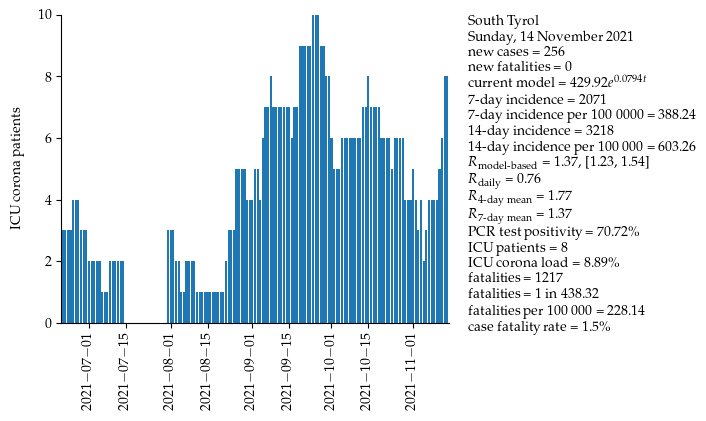 10
8
6
4
2
0
ICU corona patients
2021−07−01
2021−07−15
2021−08−01
2021−08−15
2021−09−01
2021−09−15
2021−10−01
2021−10−15
2021−11−01
South Tyrol
Sunday, 14 November 2021
new cases = 256
new fatalities = 0
current model = 429.92e^0.0794t
7-day incidence = 2071
7-day incidence per 100 0000 = 388.24
14-day incidence = 3218
14-day incidence per 100 000 = 603.26
R_model-based = 1.37, [1.23, 1.54]
R_daily = 0.76
R_4-day mean = 1.77
R_7-day mean = 1.37
PCR test positivity = 70.72%
ICU patients = 8
ICU corona load = 8.89%
fatalities = 1217
fatalities = 1 in 438.32
fatalities per 100 000 = 228.14
case fatality rate = 1.5%